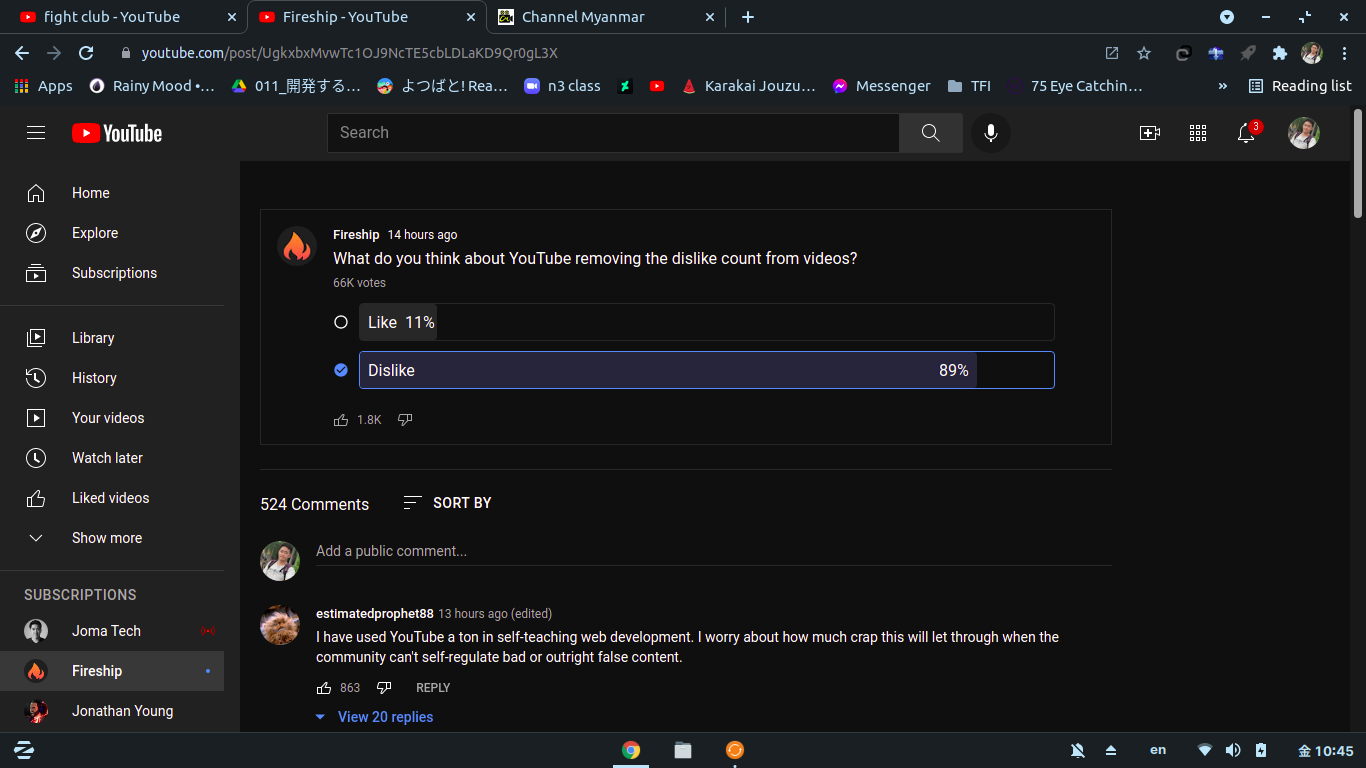 fight club - YouTube
Fireship - YouTube
Channel Myanmar
youtube.com/post/UgkxbxMvwTc1OJ9NcTE5cbLDLaKD9Qr0gL3X
Apps
Rainy Mood •...
011_開発する...
よつばと! Rea...
n3 class
Karakai Jouzu...
Messenger
TFI
75 Eye Catchin...
»
Reading list
YouTube
Search
3
Home
Explore
Subscriptions
Library
History
Your videos
Watch later
Liked videos
Show more
SUBSCRIPTIONS
Joma Tech
Fireship
Jonathan Young
Fireship 14 hours ago
What do you think about YouTube removing the dislike count from videos?
66K votes
Like 11%
Dislike 89%
1.8K
524 Comments SORT BY
Add a public comment...
estimatedprophet88 13 hours ago (edited)
I have used YouTube a ton in self-teaching web development. I worry about how much crap this will let through when the
community can't self-regulate bad or outright false content.
863 REPLY
View 20 replies
en
金 10:45